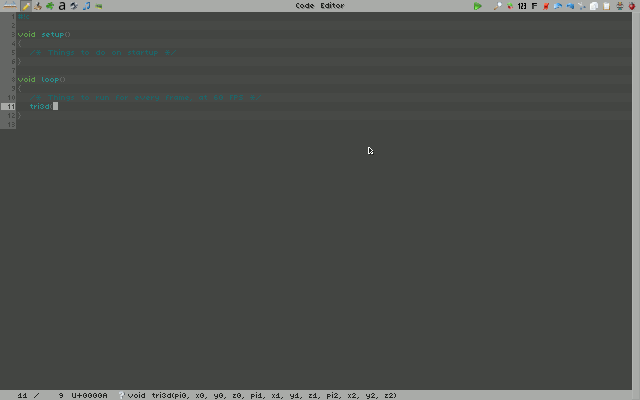 Code Editor
a 123 F
1
2
3 void setup()
4 {
5 /* Things to do on startup */
6 }
7
8 void loop()
9 {
10 /* Things to run for every frame, at
11 tri3d(
12 }
13
11 / 9 U+0000A ? void tri3d(pi0, x0, y0, z0, pi1, x1, y1, z1, pi2, x2, y2, z2)